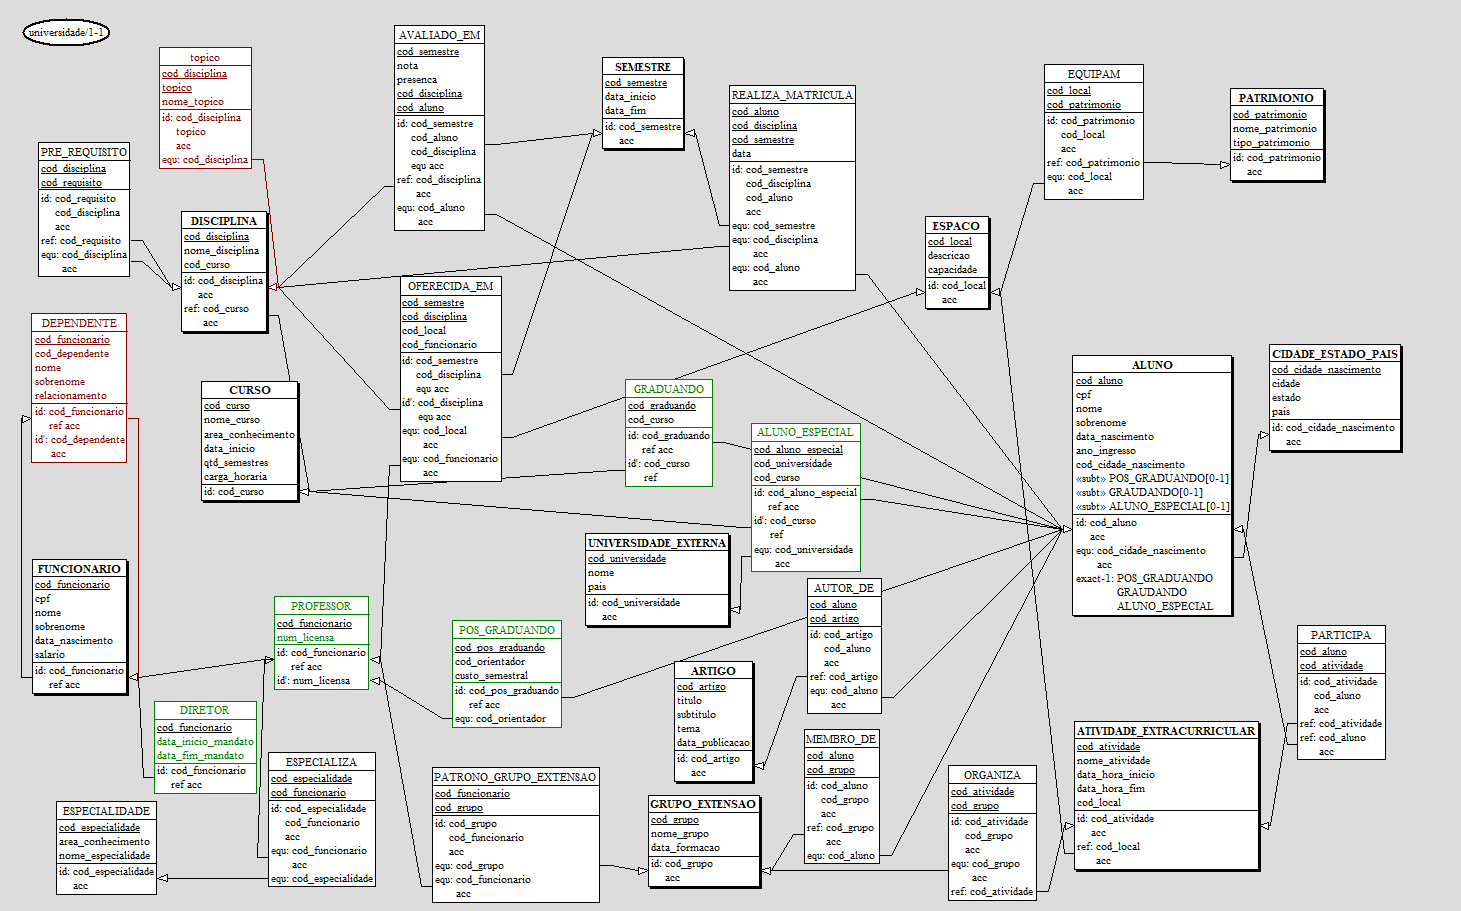 universidade/1-1
topico
cod_disciplina
topico
nome_topico
id: cod_disciplina
topico
acc
equ: cod_disciplina
AVALIADO_EM
cod_semestre
nota
presenca
cod_disciplina
cod_aluno
id: cod_semestre
cod_aluno
cod_disciplina
equ acc
ref: cod_disciplina
acc
equ: cod_aluno
acc
SEMESTRE
cod_semestre
data_inicio
data_fim
id: cod_semestre
acc
REALIZA_MATRICULA
cod_aluno
cod_disciplina
cod_semestre
data
id: cod_semestre
cod_disciplina
cod_aluno
acc
equ: cod_semestre
equ: cod_disciplina
acc
equ: cod_aluno
acc
EQUIPAM
cod_local
cod_patrimonio
id: cod_patrimonio
cod_local
acc
ref: cod_patrimonio
equ: cod_local
acc
PATRIMONIO
cod_patrimonio
nome_patrimonio
tipo_patrimonio
id: cod_patrimonio
acc
PRE_REQUISITO
cod_disciplina
cod_requisito
id: cod_requisito
cod_disciplina
acc
ref: cod_requisito
equ: cod_disciplina
acc
DISCIPLINA
cod_disciplina
nome_disciplina
cod_curso
id: cod_disciplina
acc
ref: cod_curso
acc
ESPACO
cod_local
descricao
capacidade
id: cod_local
acc
OFERECIDA_EM
cod_semestre
cod_disciplina
cod_local
cod_funcionario
id: cod_semestre
cod_disciplina
equ acc
id': cod_disciplina
equ acc
equ: cod_local
acc
equ: cod_funcionario
acc
DEPENDENTE
cod_funcionario
cod_dependente
nome
sobrenome
relacionamento
id: cod_funcionario
ref acc
id': cod_dependente
acc
CURSO
cod_curso
nome_curso
area_conhecimento
data_inicio
qtd_semestres
carga_horaria
id: cod_curso
GRADUANDO
cod_graduando
cod_curso
id: cod_graduando
ref acc
id': cod_curso
ref
ALUNO_ESPECIAL
cod_aluno_especial
cod_universidade
cod_curso
id: cod_aluno_especial
ref acc
id': cod_curso
ref
equ: cod_universidade
acc
ALUNO
cod_aluno
cpf
nome
sobrenome
data_nascimento
ano_ingresso
cod_cidade_nascimento
«subt» POS_GRADUANDO[0-1]
«subt» GRAUDANDO[0-1]
«subt» ALUNO_ESPECIAL[0-1]
id: cod_aluno
acc
equ: cod_cidade_nascimento
acc
exact-1: POS_GRADUANDO
GRAUDANDO
ALUNO_ESPECIAL
CIDADE_ESTADO_PAIS
cod_cidade_nascimento
cidade
estado
pais
id: cod_cidade_nascimento
acc
UNIVERSIDADE_EXTERNA
cod_universidade
nome
pais
id: cod_universidade
acc
FUNCIONARIO
cod_funcionario
cpf
nome
sobrenome
data_nascimento
salario
id: cod_funcionario
ref acc
PROFESSOR
cod_funcionario
num_licensa
id: cod_funcionario
ref acc
id': num_licensa
POS_GRADUANDO
cod_pos_graduando
cod_orientador
custo_semestral
id: cod_pos_graduando
ref acc
equ: cod_orientador
AUTOR_DE
cod_aluno
cod_artigo
id: cod_artigo
cod_aluno
acc
ref: cod_artigo
equ: cod_aluno
acc
ARTIGO
cod_artigo
titulo
subtitulo
tema
data_publicacao
id: cod_artigo
acc
PARTICIPA
cod_aluno
cod_atividade
id: cod_atividade
cod_aluno
acc
ref: cod_atividade
ref: cod_aluno
acc
DIRETOR
cod_funcionario
data_inicio_mandato
data_fim_mandato
id: cod_funcionario
ref acc
ESPECIALIZA
cod_especialidade
cod_funcionario
id: cod_especialidade
cod_funcionario
acc
equ: cod_funcionario
acc
equ: cod_especialidade
ESPECIALIDADE
cod_especialidade
area_conhecimento
nome_especialidade
id: cod_especialidade
acc
PATRONO_GRUPO_EXTENSAO
cod_funcionario
cod_grupo
id: cod_grupo
cod_funcionario
acc
equ: cod_grupo
equ: cod_funcionario
acc
GRUPO_EXTENSAO
cod_grupo
nome_grupo
data_formacao
id: cod_grupo
acc
MEMBRO_DE
cod_aluno
cod_grupo
id: cod_aluno
cod_grupo
acc
ref: cod_grupo
acc
equ: cod_aluno
ORGANIZA
cod_atividade
cod_grupo
id: cod_atividade
cod_grupo
acc
equ: cod_grupo
acc
ref: cod_atividade
ATIVIDADE_EXTRACURRICULAR
cod_atividade
nome_atividade
data_hora_inicio
data_hora_fim
cod_local
id: cod_atividade
acc
ref: cod_local
acc